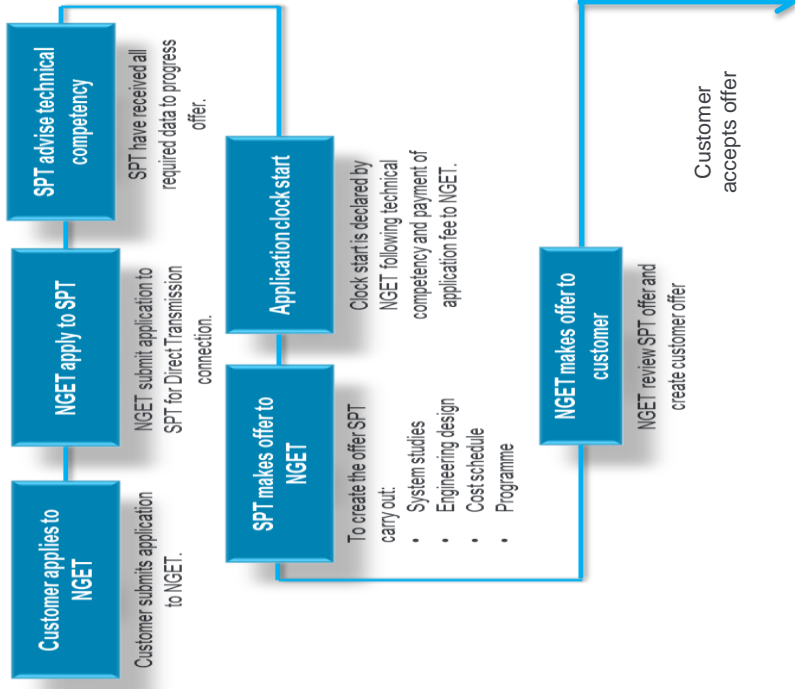 Customer applies to
NGET
Customer submits application
to NGET.
NGET apply to SPT
NGET submit application to
SPT for Direct Transmission
connection.
SPT advise technical
competency
SPT have received all
required data to progress
offer.
Application clock start
Clock start is declared by
NGET following technical
competency and payment of
application fee to NGET.
SPT makes offer to
NGET
To create the offer SPT
carry out:
• System studies
• Engineering design
• Cost schedule
• Programme
NGET makes offer to
customer
NGET review SPT offer and
create customer offer
Customer
accepts offer